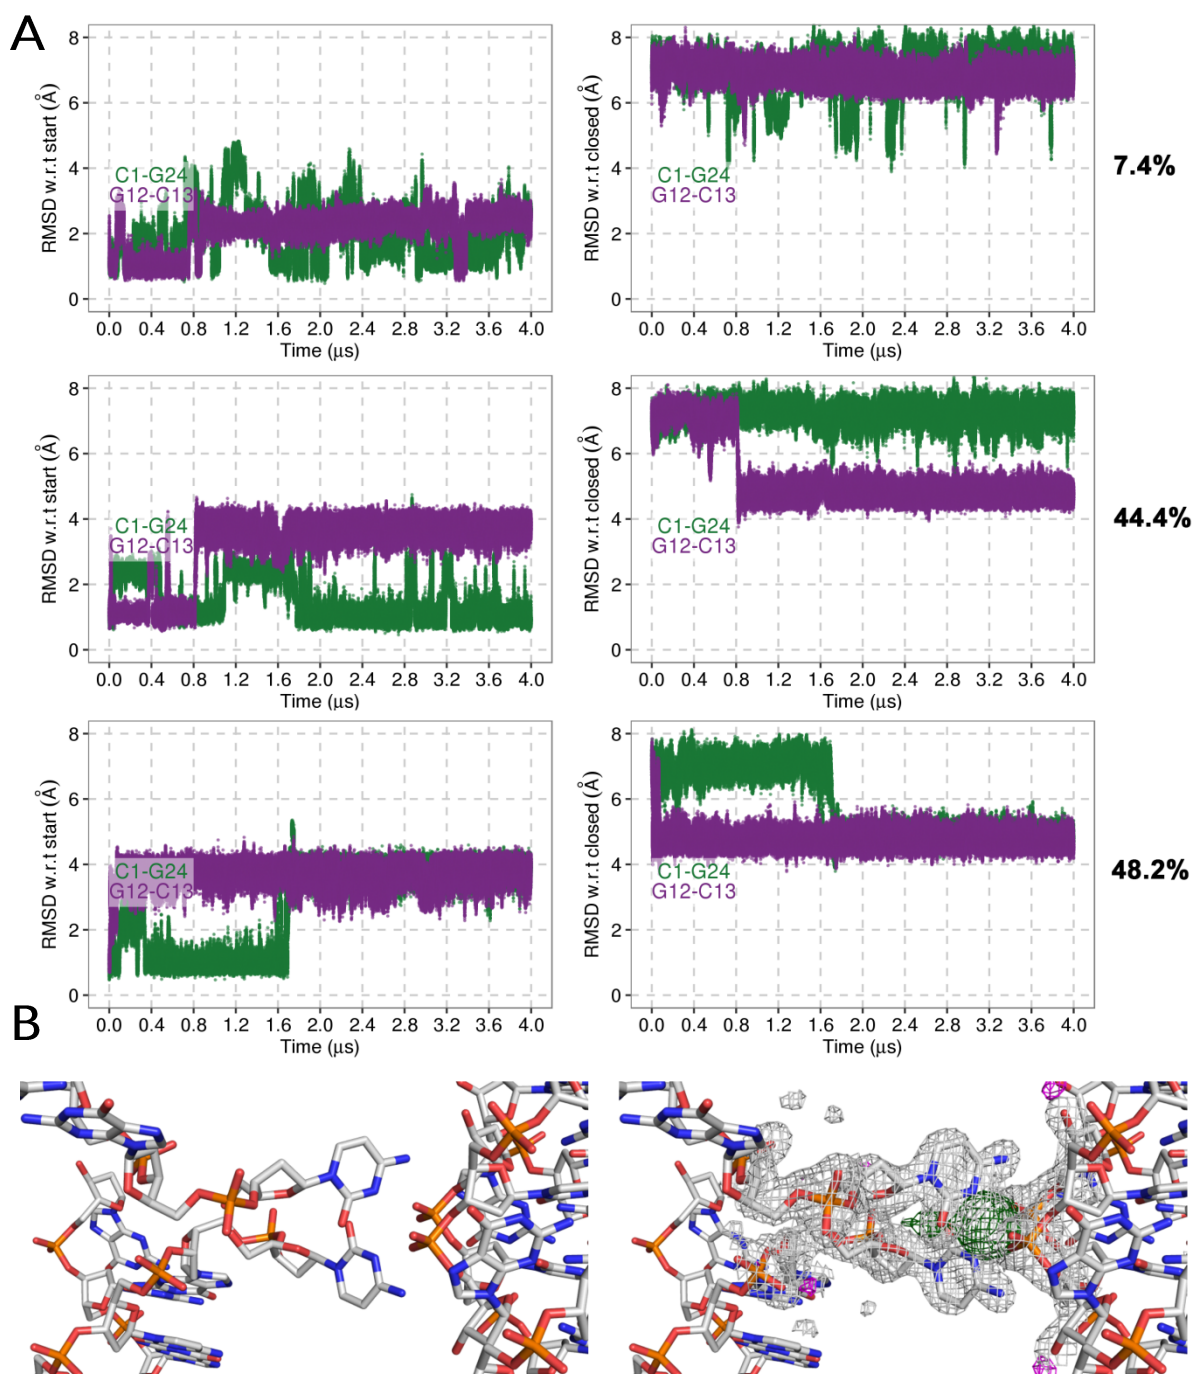 A
RMSD w.r.t start (Å)
8
6
4
2
0
C1-G24
G12-C13
0.0 0.4 0.8 1.2 1.6 2.0 2.4 2.8 3.2 3.6 4.0
Time (μs)
RMSD w.r.t closed (Å)
8
6
4
2
0
C1-G24
G12-C13
0.0 0.4 0.8 1.2 1.6 2.0 2.4 2.8 3.2 3.6 4.0
Time (μs)
7.4%
RMSD w.r.t start (Å)
8
6
4
2
0
C1-G24
G12-C13
0.0 0.4 0.8 1.2 1.6 2.0 2.4 2.8 3.2 3.6 4.0
Time (μs)
RMSD w.r.t closed (Å)
8
6
4
2
0
C1-G24
G12-C13
0.0 0.4 0.8 1.2 1.6 2.0 2.4 2.8 3.2 3.6 4.0
Time (μs)
44.4%
RMSD w.r.t start (Å)
8
6
4
2
0
C1-G24
G12-C13
0.0 0.4 0.8 1.2 1.6 2.0 2.4 2.8 3.2 3.6 4.0
Time (μs)
RMSD w.r.t closed (Å)
8
6
4
2
0
C1-G24
G12-C13
0.0 0.4 0.8 1.2 1.6 2.0 2.4 2.8 3.2 3.6 4.0
Time (μs)
48.2%
B